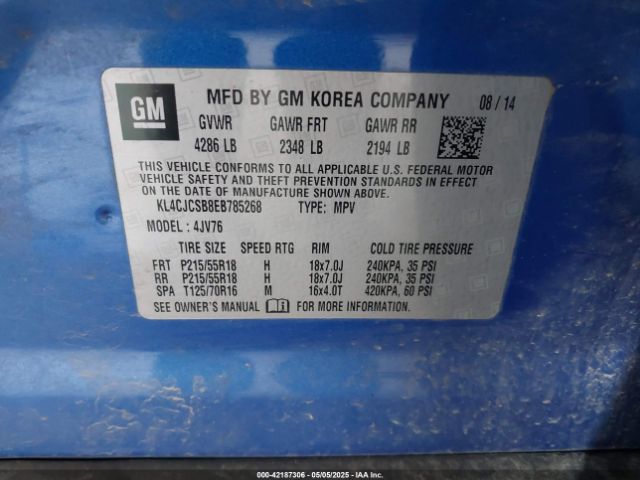 GM MFD BY GM KOREA COMPANY 08 / 14
GVWR GAWR FRT GAWR RR
4286 LB 2348 LB 2194 LB
THIS VEHICLE CONFORMS TO ALL APPLICABLE U.S. FEDERAL MOTOR
VEHICLE SAFETY AND THEFT PREVENTION STANDARDS IN EFFECT
ON THE DATE OF MANUFACTURE SHOWN ABOVE.
KL4CJCSB8EB785268 TYPE: MPV
MODEL : 4JV76
TIRE SIZE SPEED RTG RIM COLD TIRE PRESSURE
FRT P215/55R18 H 18x7.0J 240KPA, 35 PSI
RR P215/55R18 H 18x7.0J 240KPA, 35 PSI
SPA T125/70R16 M 16x4.0T 420KPA, 60 PSI
SEE OWNER'S MANUAL FOR MORE INFORMATION.
000-42187306 - 05/05/2025 - IAA Inc.